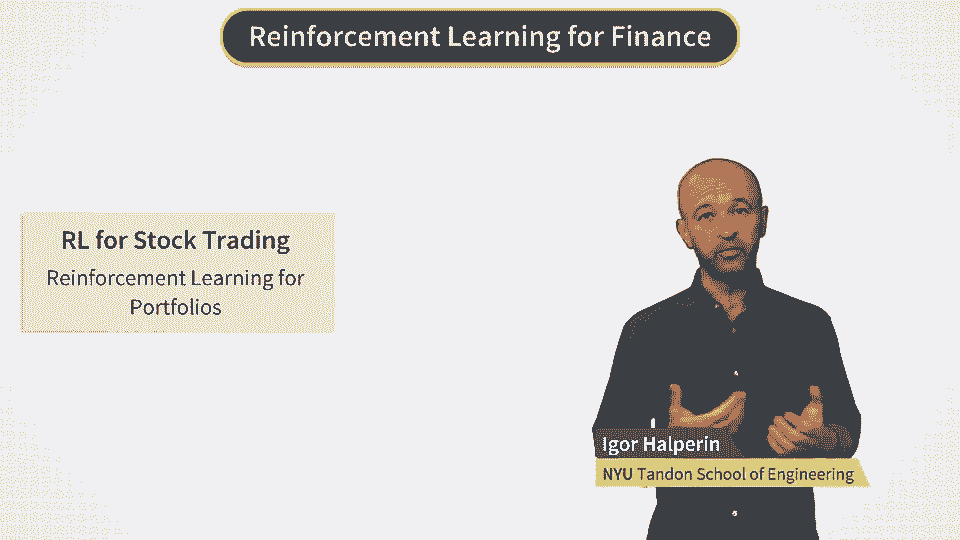 Reinforcement Learning for Finance
RL for Stock Trading
Reinforcement Learning for
Portfolios
Igor Halperin
NYU Tandon School of Engineering